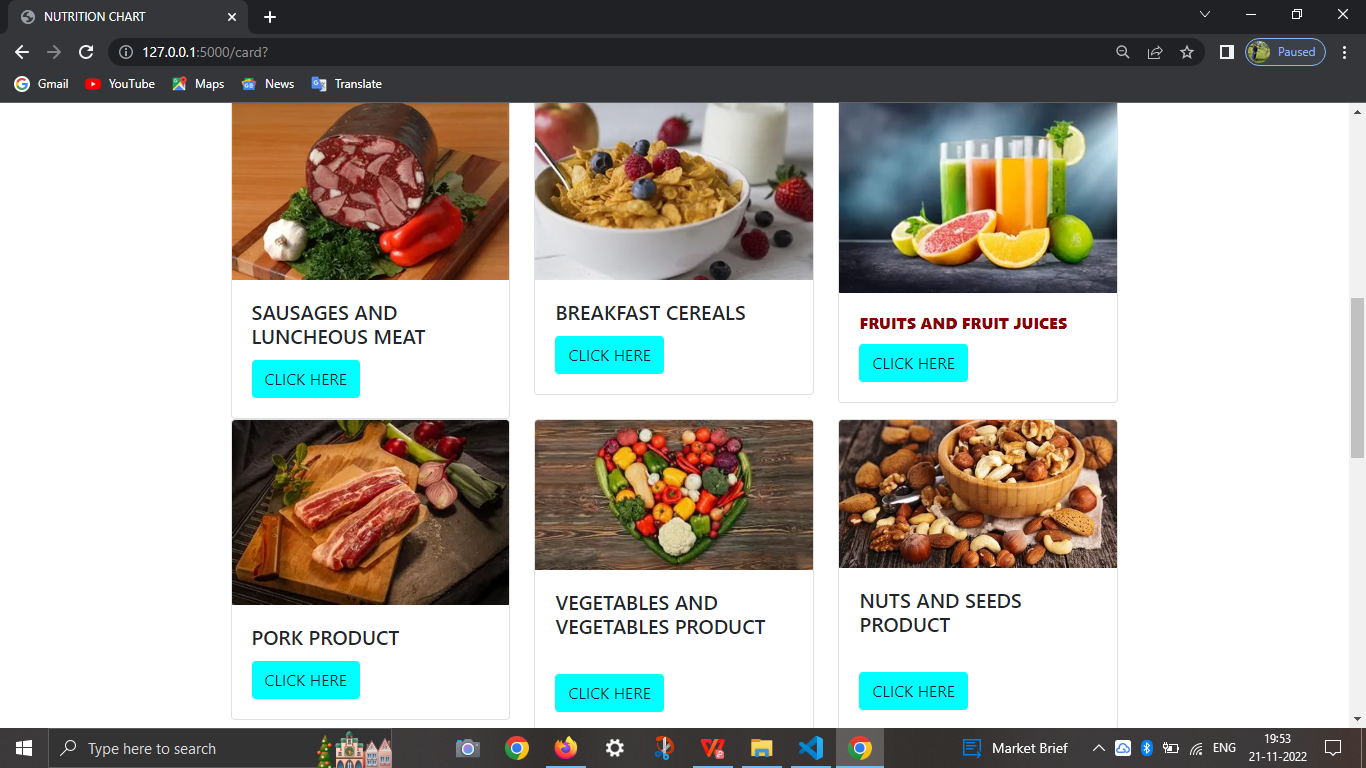 NUTRITION CHART
127.0.0.1:5000/card?
Paused
Gmail
YouTube
Maps
News
Translate
SAUSAGES AND
LUNCHEOUS MEAT
CLICK HERE
BREAKFAST CEREALS
CLICK HERE
FRUITS AND FRUIT JUICES
CLICK HERE
PORK PRODUCT
CLICK HERE
VEGETABLES AND
VEGETABLES PRODUCT
CLICK HERE
NUTS AND SEEDS
PRODUCT
CLICK HERE
Type here to search
Market Brief
ENG
19:53
21-11-2022